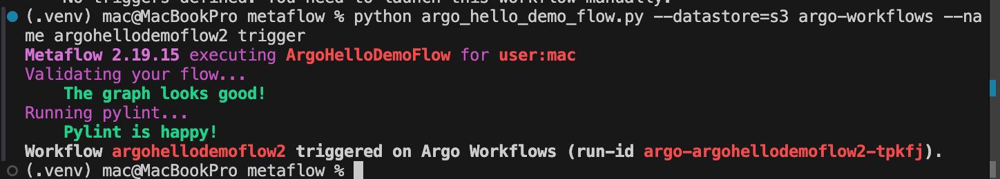 No triggers defined. You need to launch this workflow manually.
(.venv) mac@MacBookPro metaflow % python argo_hello_demo_flow.py --datastore=s3 argo-workflows --na
me argohellodemoflow2 trigger
Metaflow 2.19.15 executing ArgoHelloDemoFlow for user:mac
Validating your flow...
The graph looks good!
Running pylint...
Pylint is happy!
Workflow argohellodemoflow2 triggered on Argo Workflows (run-id argo-argohellodemoflow2-tpkfj).
(.venv) mac@MacBookPro metaflow %